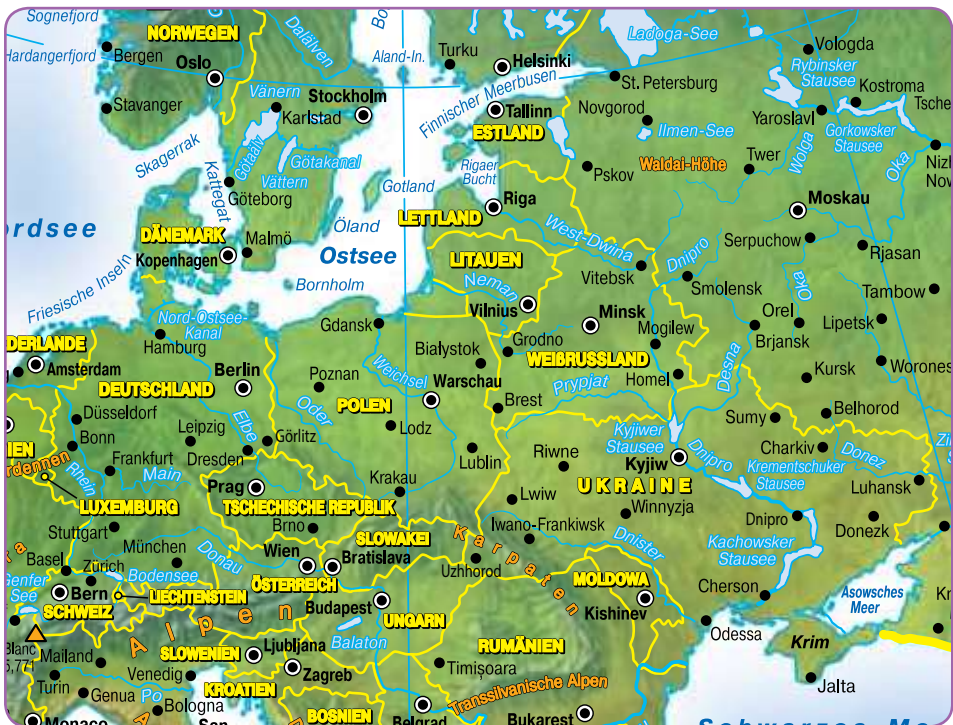 Sognefjord
NORWEGEN
Dalälven
Aland-In.
Turku
Helsinki
Ladoga-See
Vologda
Hardangerfjord
Bergen
Oslo
Rybinsker
Stausee
Finnischer Meerbusen
St. Petersburg
Kostroma
Stavanger
Vänern
Karlstad
Stockholm
Tallinn
ESTLAND
Novgorod
Ilmen-See
Yaroslavl
Gorkowsker
Stausee
Skagerrak
Götaälv
Götakanal
Vättern
Rigaer
Bucht
Pskov
Waldai-Höhe
Twer
Wolga
Oka
Kattegat
Göteborg
Gotland
Riga
Moskau
Öland
LETTLAND
West-Dwina
Serpuchow
Rjasan
DÄNEMARK
Malmö
Kopenhagen
Ostsee
LITAUEN
Vitebsk
Dnipro
Smolensk
Oka
Tambow
Friesische Inseln
Bornholm
Neman
Vilnius
Minsk
Mogilew
Orel
Brjansk
Lipetsk
Nord-Ostsee-
Kanal
Hamburg
Gdansk
Białystok
Grodno
WEIßRUSSLAND
Desna
Amsterdam
DEUTSCHLAND
Berlin
Poznan
Weichsel
Warschau
Prypjat
Homel
Kursk
Düsseldorf
Oder
POLEN
Brest
Sumy
Belhorod
Bonn
Leipzig
Elbe
Görlitz
Lodz
Kyjiwer
Stausee
Charkiv
Donez
Frankfurt
Dresden
Lublin
Riwne
Kyjiw
Dnipro
Krementschuker
Stausee
Rhein
Main
Prag
Krakau
UKRAINE
Luhansk
LUXEMBURG
TSCHECHISCHE REPUBLIK
Lwiw
Winnyzja
Stuttgart
Brno
SLOWAKEI
Karpaten
Iwano-Frankiwsk
Dnipro
Donezk
München
Donau
Wien
Bratislava
Uzhhorod
Dnister
Kachowsker
Stausee
Basel
Zürich
Bodensee
ÖSTERREICH
MOLDOWA
Genfer
See
Bern
LIECHTENSTEIN
Budapest
Kishinev
Cherson
Asowsches
Meer
SCHWEIZ
Alpen
UNGARN
Odessa
Balaton
Krim
Mailand
SLOWENIEN
Ljubljana
RUMÄNIEN
Turin
Venedig
Zagreb
Timişoara
Jalta
Genua
Po
KROATIEN
Transsilvanische Alpen
Bologna
BOSNIEN
Belgrad
Bukarest
Monaco